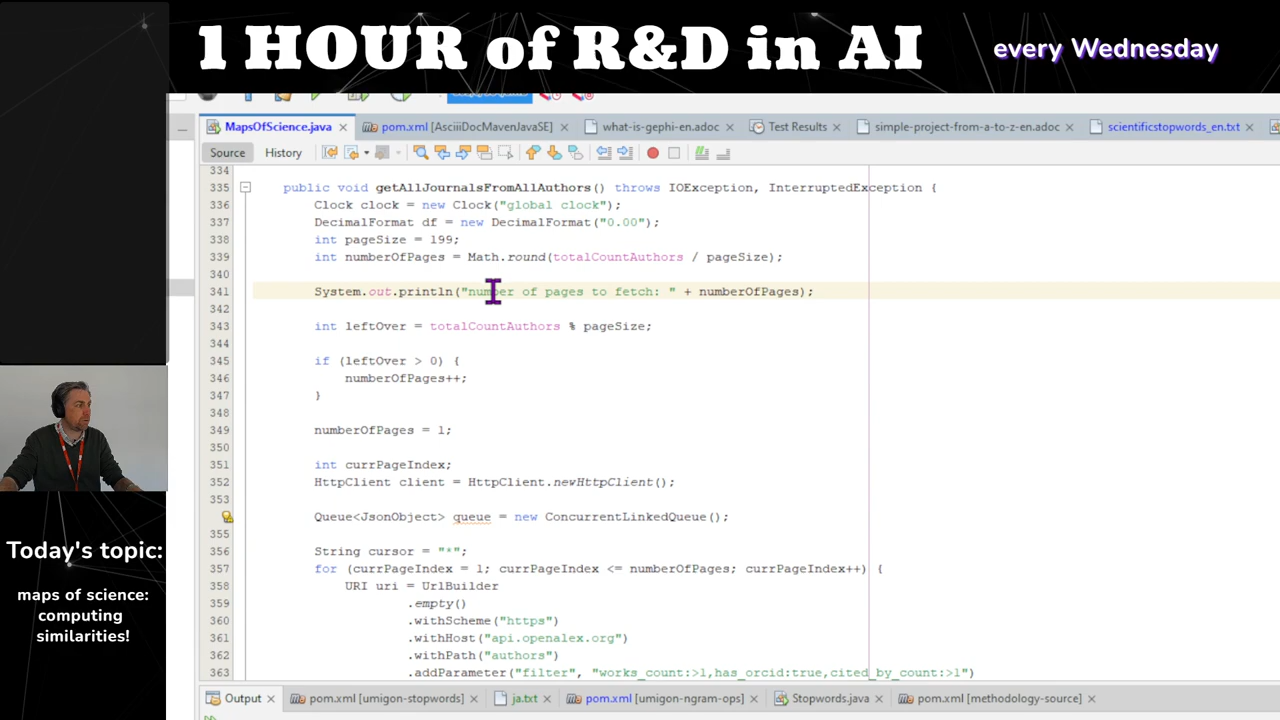 1 HOUR of R&D in AI
every Wednesday
MapsOfScience.java
pom.xml [AsciiDocMavenJavaSE]
what-is-gephi-en.adoc
Test Results
simple-project-from-a-to-z-en.adoc
scientificstopwords_en.txt
Source
History
334
335 public void getAllJournalsFromAllAuthors() throws IOException, InterruptedException {
336 Clock clock = new Clock("global clock");
337 DecimalFormat df = new DecimalFormat("0.00");
338 int pageSize = 199;
339 int numberOfPages = Math.round(totalCountAuthors / pageSize);
340
341 System.out.println("number of pages to fetch: " + numberOfPages);
342
343 int leftOver = totalCountAuthors % pageSize;
344
345 if (leftOver > 0) {
346 numberOfPages++;
347 }
348
349 numberOfPages = 1;
350
351 int currPageIndex;
352 HttpClient client = HttpClient.newHttpClient();
353
Queue<JsonObject> queue = new ConcurrentLinkedQueue();
355
356 String cursor = "*";
357 for (currPageIndex = 1; currPageIndex <= numberOfPages; currPageIndex++) {
358 URI uri = UrlBuilder
359 .empty()
360 .withScheme("https")
361 .withHost("api.openalex.org")
362 .withPath("authors")
363 .addParameter("filter", "works_count:>1,has_orcid:true,cited_by_count:>1")
Today's topic:
maps of science:
computing
similarities!
Output
pom.xml [umigon-stopwords]
ja.txt
pom.xml [umigon-ngram-ops]
Stopwords.java
pom.xml [methodology-source]